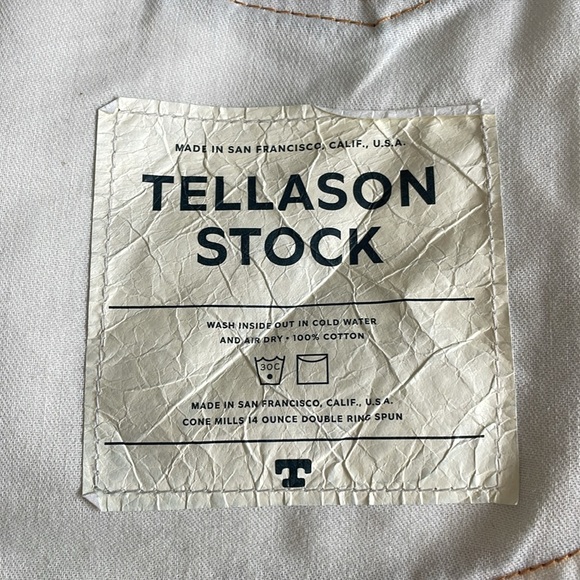 MADE IN SAN FRANCISCO, CALIF., U.S.A.
TELLASON
STOCK
WASH INSIDE OUT IN COLD WATER
AND AIR DRY • 100% COTTON
30C
MADE IN SAN FRANCISCO, CALIF., U.S.A.
CONE MILLS 14 OUNCE DOUBLE RING SPUN
T